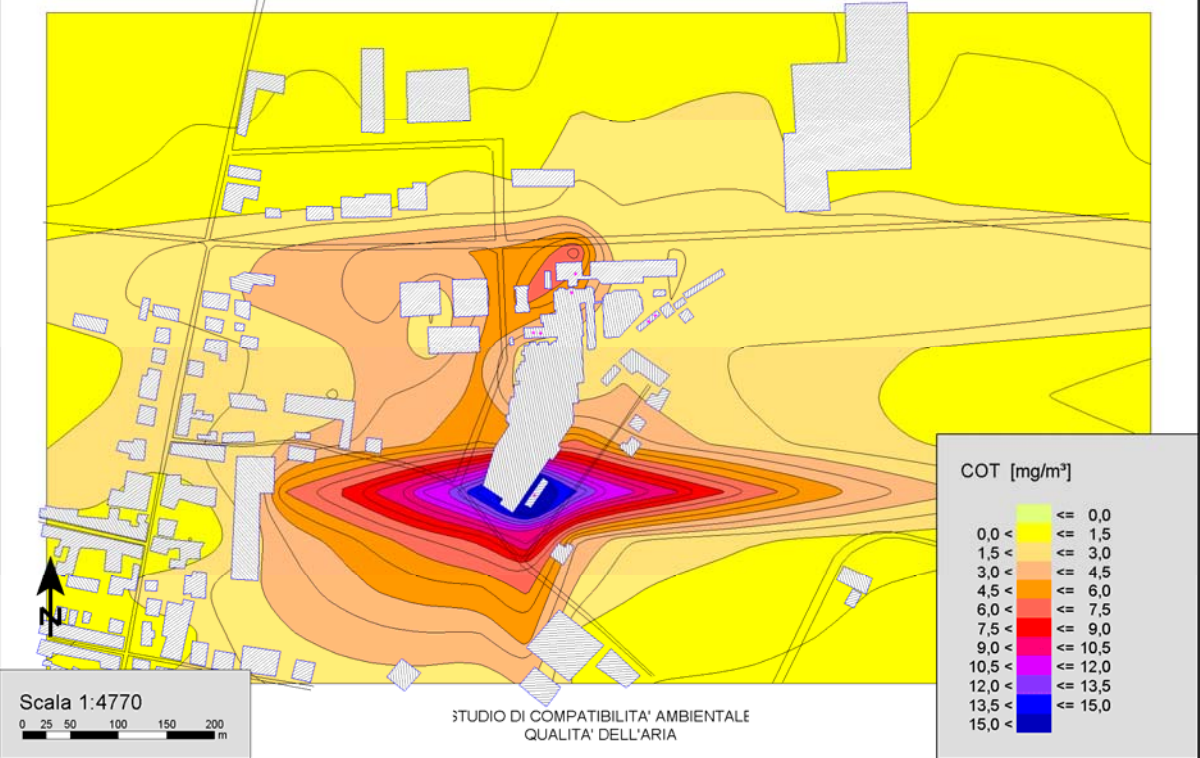 COT [mg/m³]
<= 0,0
0,0 < <= 1,5
1,5 < <= 3,0
3,0 < <= 4,5
4,5 < <= 6,0
6,0 < <= 7,5
7,5 < <= 9,0
9,0 < <= 10,5
10,5 < <= 12,0
12,0 < <= 13,5
13,5 < <= 15,0
15,0 <
N
Scala 1:4770
0 25 50 100 150 200
m
STUDIO DI COMPATIBILITA' AMBIENTALE
QUALITA' DELL'ARIA